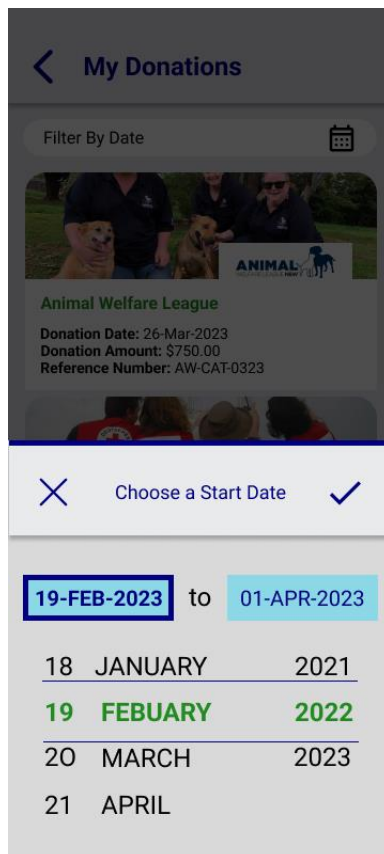 My Donations
Filter By Date
ANIMAL
Animal Welfare League
Donation Date: 26-Mar-2023
Donation Amount: $750.00
Reference Number: AW-CAT-0323
Choose a Start Date
19-FEB-2023 to 01-APR-2023
18 JANUARY 2021
19 FEBUARY 2022
20 MARCH 2023
21 APRIL